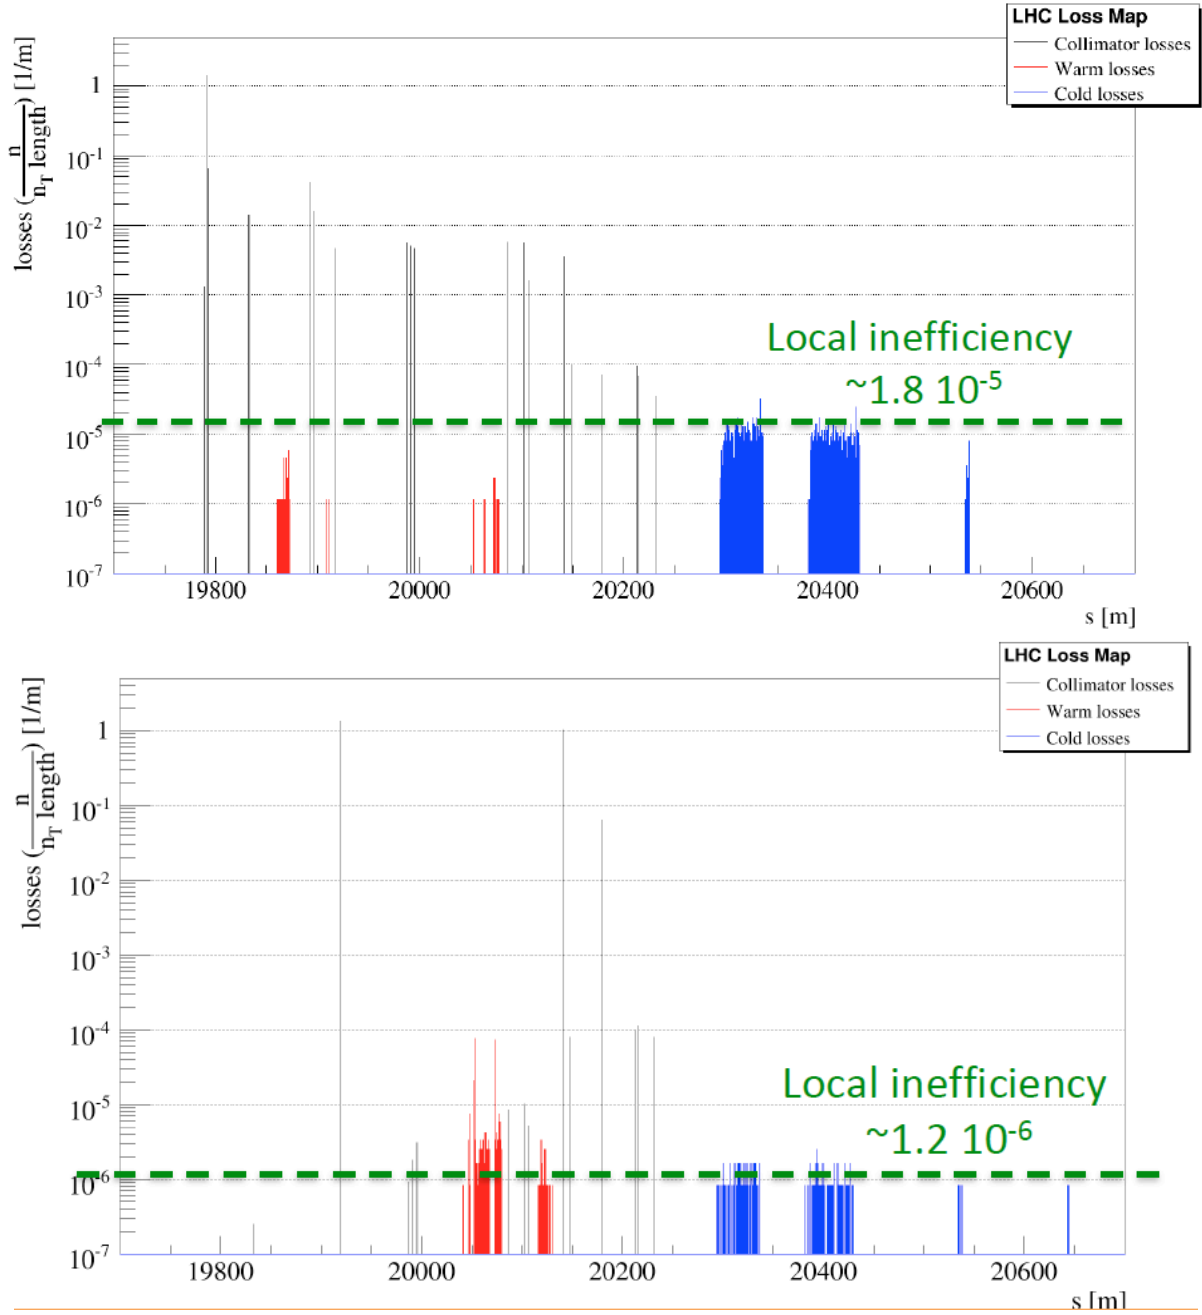 LHC Loss Map
Collimator losses
Warm losses
Cold losses
losses (n/n_T length) [1/m]
1
10^-1
10^-2
10^-3
10^-4
10^-5
10^-6
10^-7
Local inefficiency
~1.8 10^-5
19800 20000 20200 20400 20600
s [m]
LHC Loss Map
Collimator losses
Warm losses
Cold losses
losses (n/n_T length) [1/m]
1
10^-1
10^-2
10^-3
10^-4
10^-5
10^-6
10^-7
Local inefficiency
~1.2 10^-6
19800 20000 20200 20400 20600
s [m]